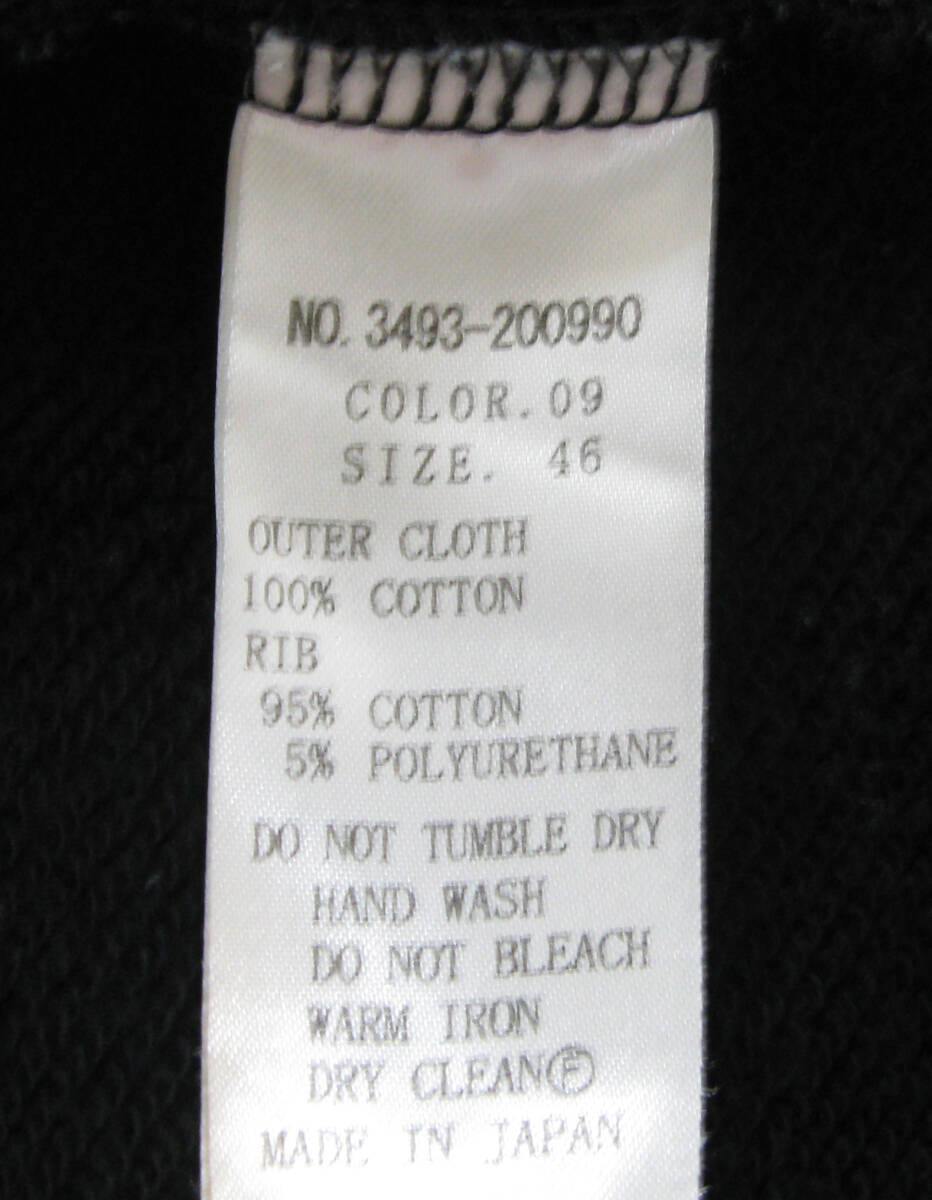 NO. 3493-200990
COLOR.09
SIZE. 46
OUTER CLOTH
100% COTTON
RIB
95% COTTON
5% POLYURETHANE
DO NOT TUMBLE DRY
HAND WASH
DO NOT BLEACH
WARM IRON
DRY CLEANⒻ
MADE IN JAPAN